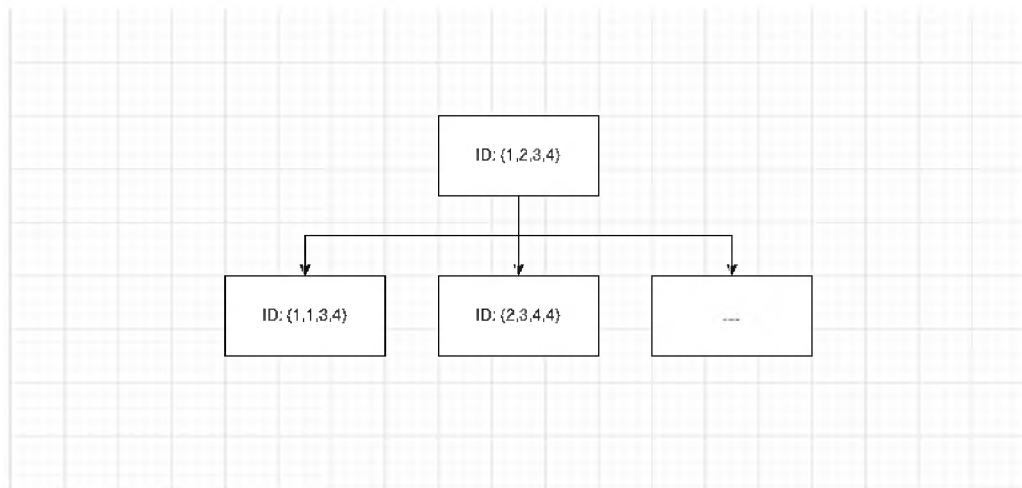 ID: {1,2,3,4}
ID: {1,1,3,4}
ID: {2,3,4,4}
---